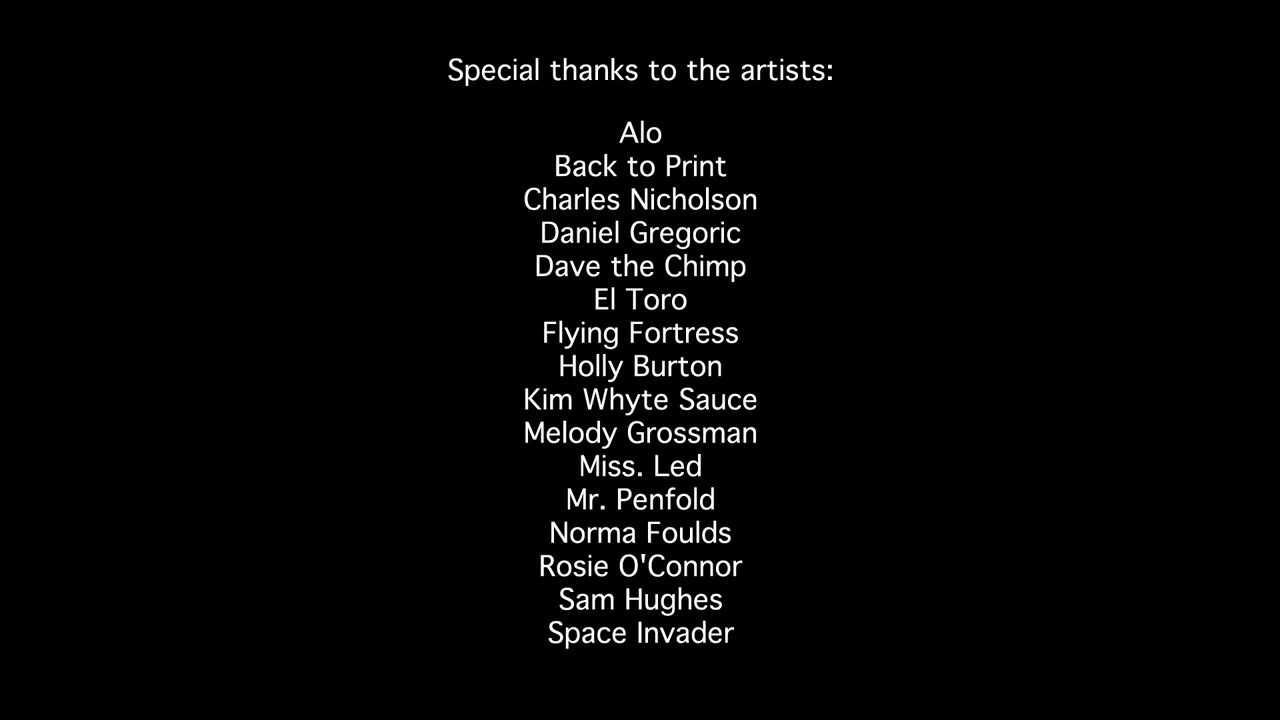 Special thanks to the artists:
Alo
Back to Print
Charles Nicholson
Daniel Gregoric
Dave the Chimp
El Toro
Flying Fortress
Holly Burton
Kim Whyte Sauce
Melody Grossman
Miss. Led
Mr. Penfold
Norma Foulds
Rosie O'Connor
Sam Hughes
Space Invader